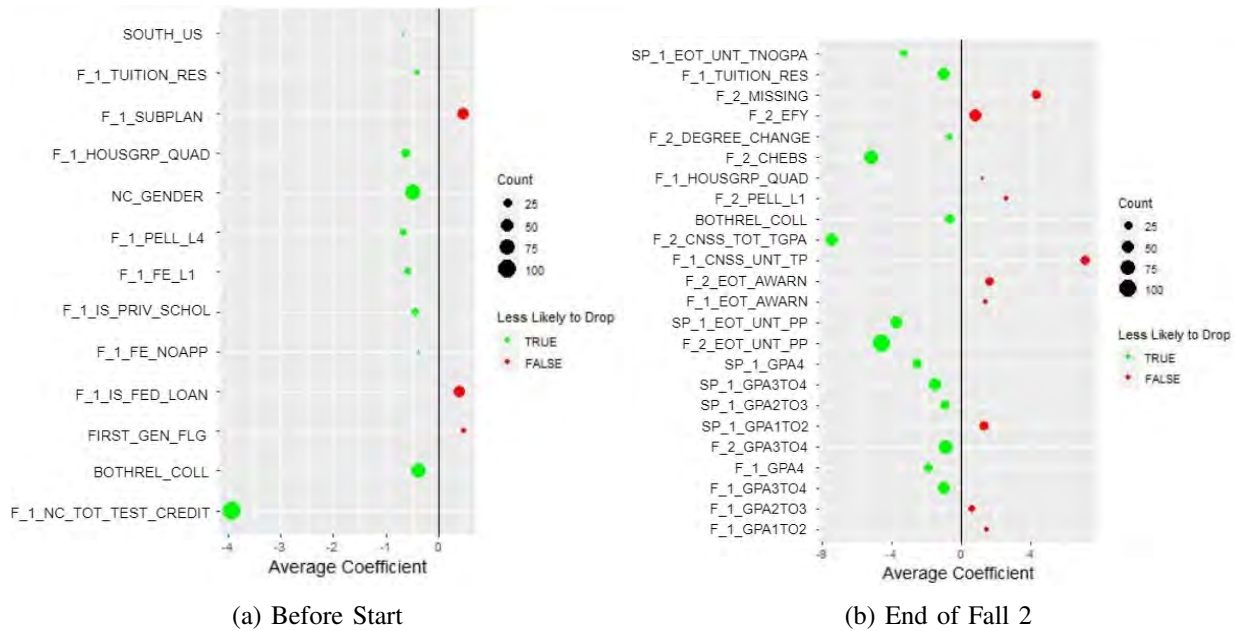 SOUTH_US
F_1_TUITION_RES
F_1_SUBPLAN
F_1_HOUSGRP_QUAD
NC_GENDER
F_1_PELL_L4
F_1_FE_L1
F_1_IS_PRIV_SCHOL
F_1_FE_NOAPP
F_1_IS_FED_LOAN
FIRST_GEN_FLG
BOTHREL_COLL
F_1_NC_TOT_TEST_CREDIT
-4 -3 -2 -1 0
Average Coefficient
Count
25
50
75
100
Less Likely to Drop
TRUE
FALSE
(a) Before Start
SP_1_EOT_UNT_TNOGPA
F_1_TUITION_RES
F_2_MISSING
F_2_EFY
F_2_DEGREE_CHANGE
F_2_CHEBS
F_1_HOUSGRP_QUAD
F_2_PELL_L1
BOTHREL_COLL
F_2_CNSS_TOT_TGPA
F_1_CNSS_UNT_TP
F_2_EOT_AWARN
F_1_EOT_AWARN
SP_1_EOT_UNT_PP
F_2_EOT_UNT_PP
SP_1_GPA4
SP_1_GPA3TO4
SP_1_GPA2TO3
SP_1_GPA1TO2
F_2_GPA3TO4
F_1_GPA4
F_1_GPA3TO4
F_1_GPA2TO3
F_1_GPA1TO2
-8 -4 0 4
Average Coefficient
Count
25
50
75
100
Less Likely to Drop
TRUE
FALSE
(b) End of Fall 2